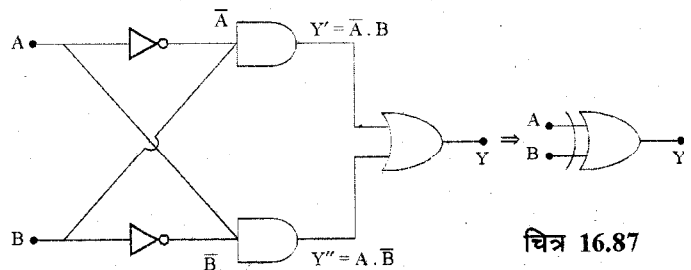 A̅
Y′ = A̅ . B
A
A
Y
⇒
B
Y
B
B̅
Y″ = A . B̅
चित्र 16.87